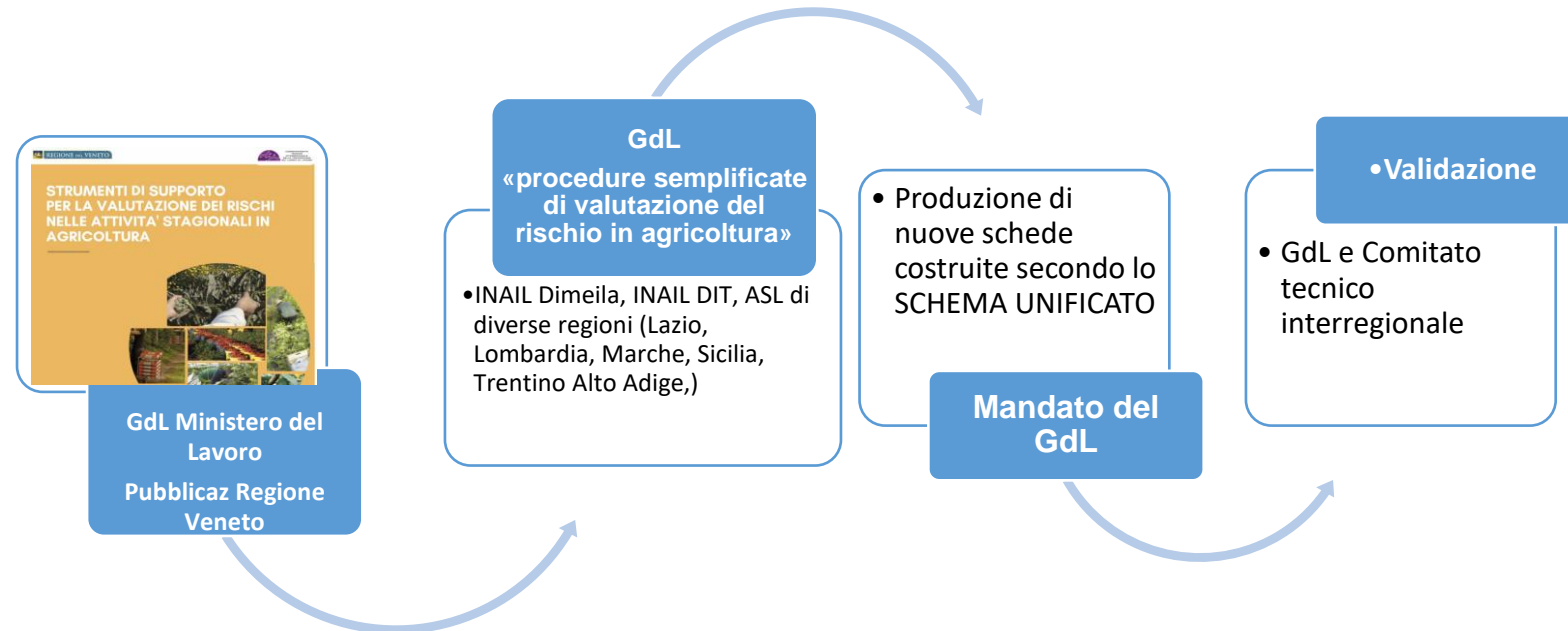 REGIONE DEL VENETO
STRUMENTI DI SUPPORTO
PER LA VALUTAZIONE DEI RISCHI
NELLE ATTIVITA' STAGIONALI IN
AGRICOLTURA
GdL Ministero del
Lavoro
Pubblicaz Regione
Veneto
GdL
«procedure semplificate
di valutazione del
rischio in agricoltura»
•INAIL Dimeila, INAIL DIT, ASL di
diverse regioni (Lazio,
Lombardia, Marche, Sicilia,
Trentino Alto Adige,)
• Produzione di
nuove schede
costruite secondo lo
SCHEMA UNIFICATO
Mandato del
GdL
•Validazione
• GdL e Comitato
tecnico
interregionale